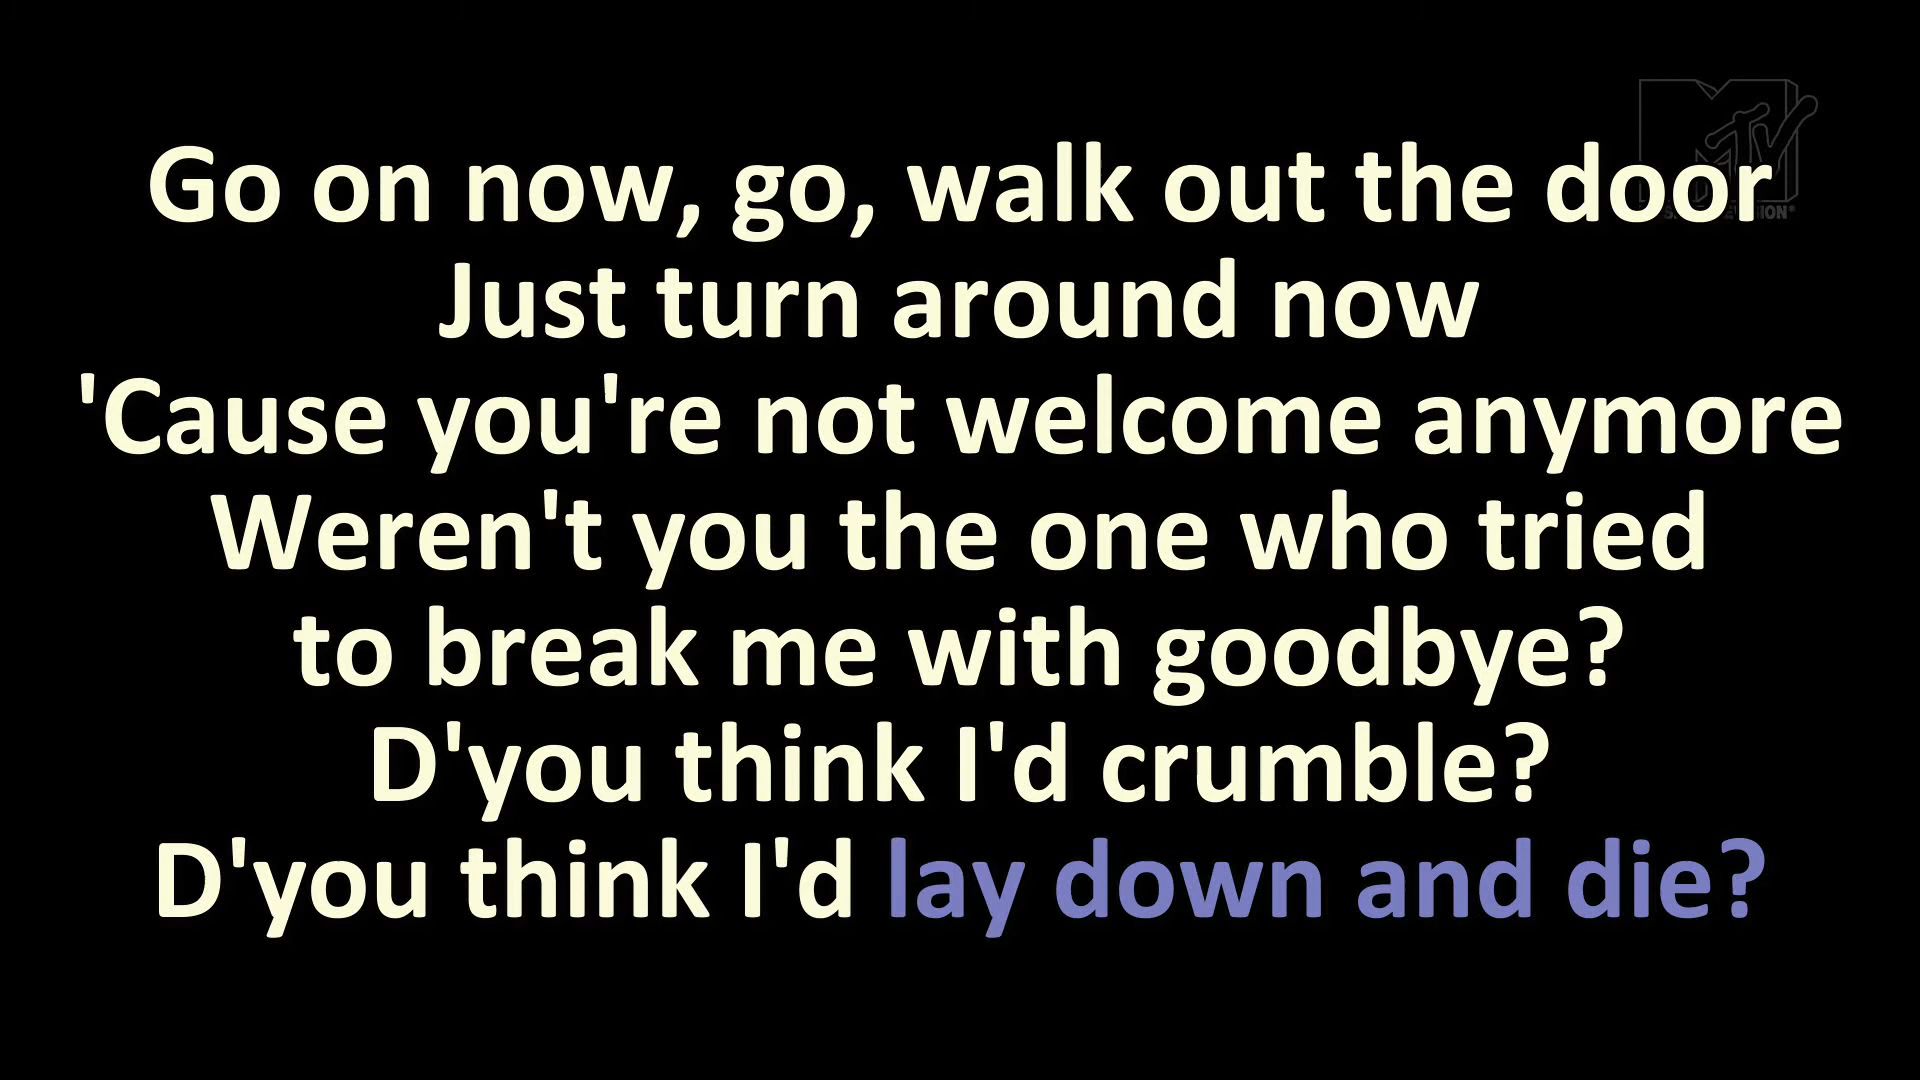 Go on now, go, walk out the door
Just turn around now
'Cause you're not welcome anymore
Weren't you the one who tried
to break me with goodbye?
D'you think I'd crumble?
D'you think I'd lay down and die?
MTV